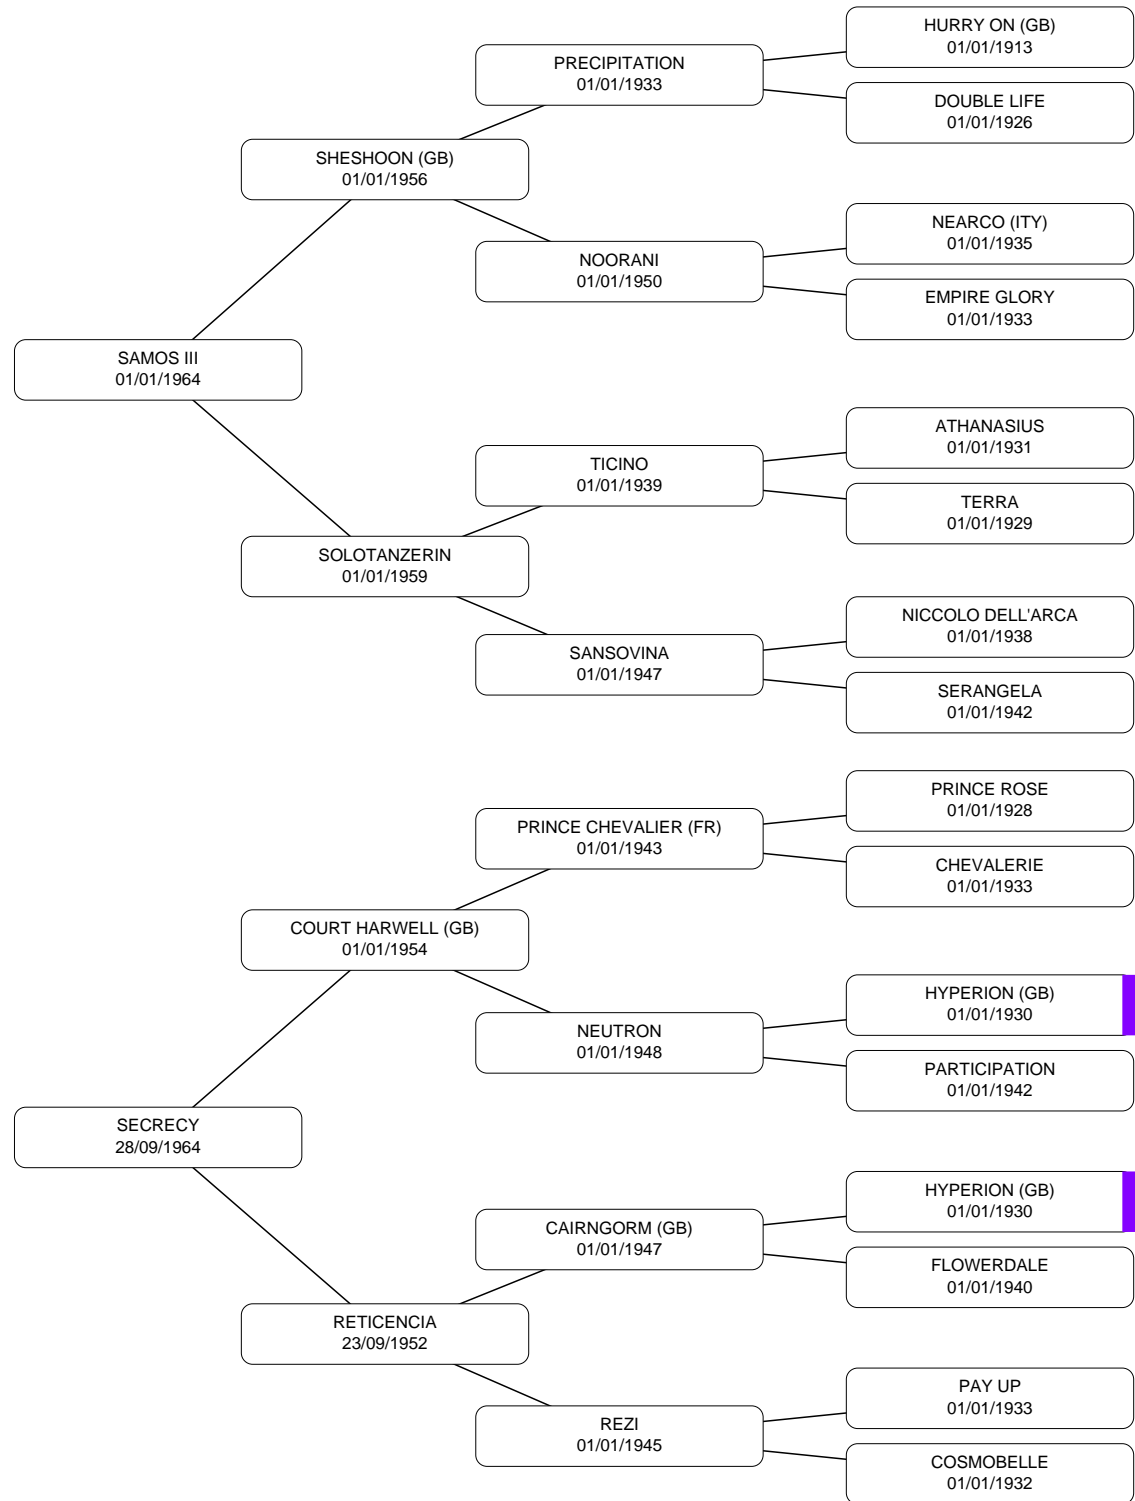 HURRY ON (GB)
01/01/1913
PRECIPITATION
01/01/1933
DOUBLE LIFE
01/01/1926
SHESHOON (GB)
01/01/1956
NEARCO (ITY)
01/01/1935
NOORANI
01/01/1950
EMPIRE GLORY
01/01/1933
SAMOS III
01/01/1964
ATHANASIUS
01/01/1931
TICINO
01/01/1939
TERRA
01/01/1929
SOLOTANZERIN
01/01/1959
NICCOLO DELL'ARCA
01/01/1938
SANSOVINA
01/01/1947
SERANGELA
01/01/1942
PRINCE ROSE
01/01/1928
PRINCE CHEVALIER (FR)
01/01/1943
CHEVALERIE
01/01/1933
COURT HARWELL (GB)
01/01/1954
HYPERION (GB)
01/01/1930
NEUTRON
01/01/1948
PARTICIPATION
01/01/1942
SECRECY
28/09/1964
HYPERION (GB)
01/01/1930
CAIRNGORM (GB)
01/01/1947
FLOWERDALE
01/01/1940
RETICENCIA
23/09/1952
PAY UP
01/01/1933
REZI
01/01/1945
COSMOBELLE
01/01/1932